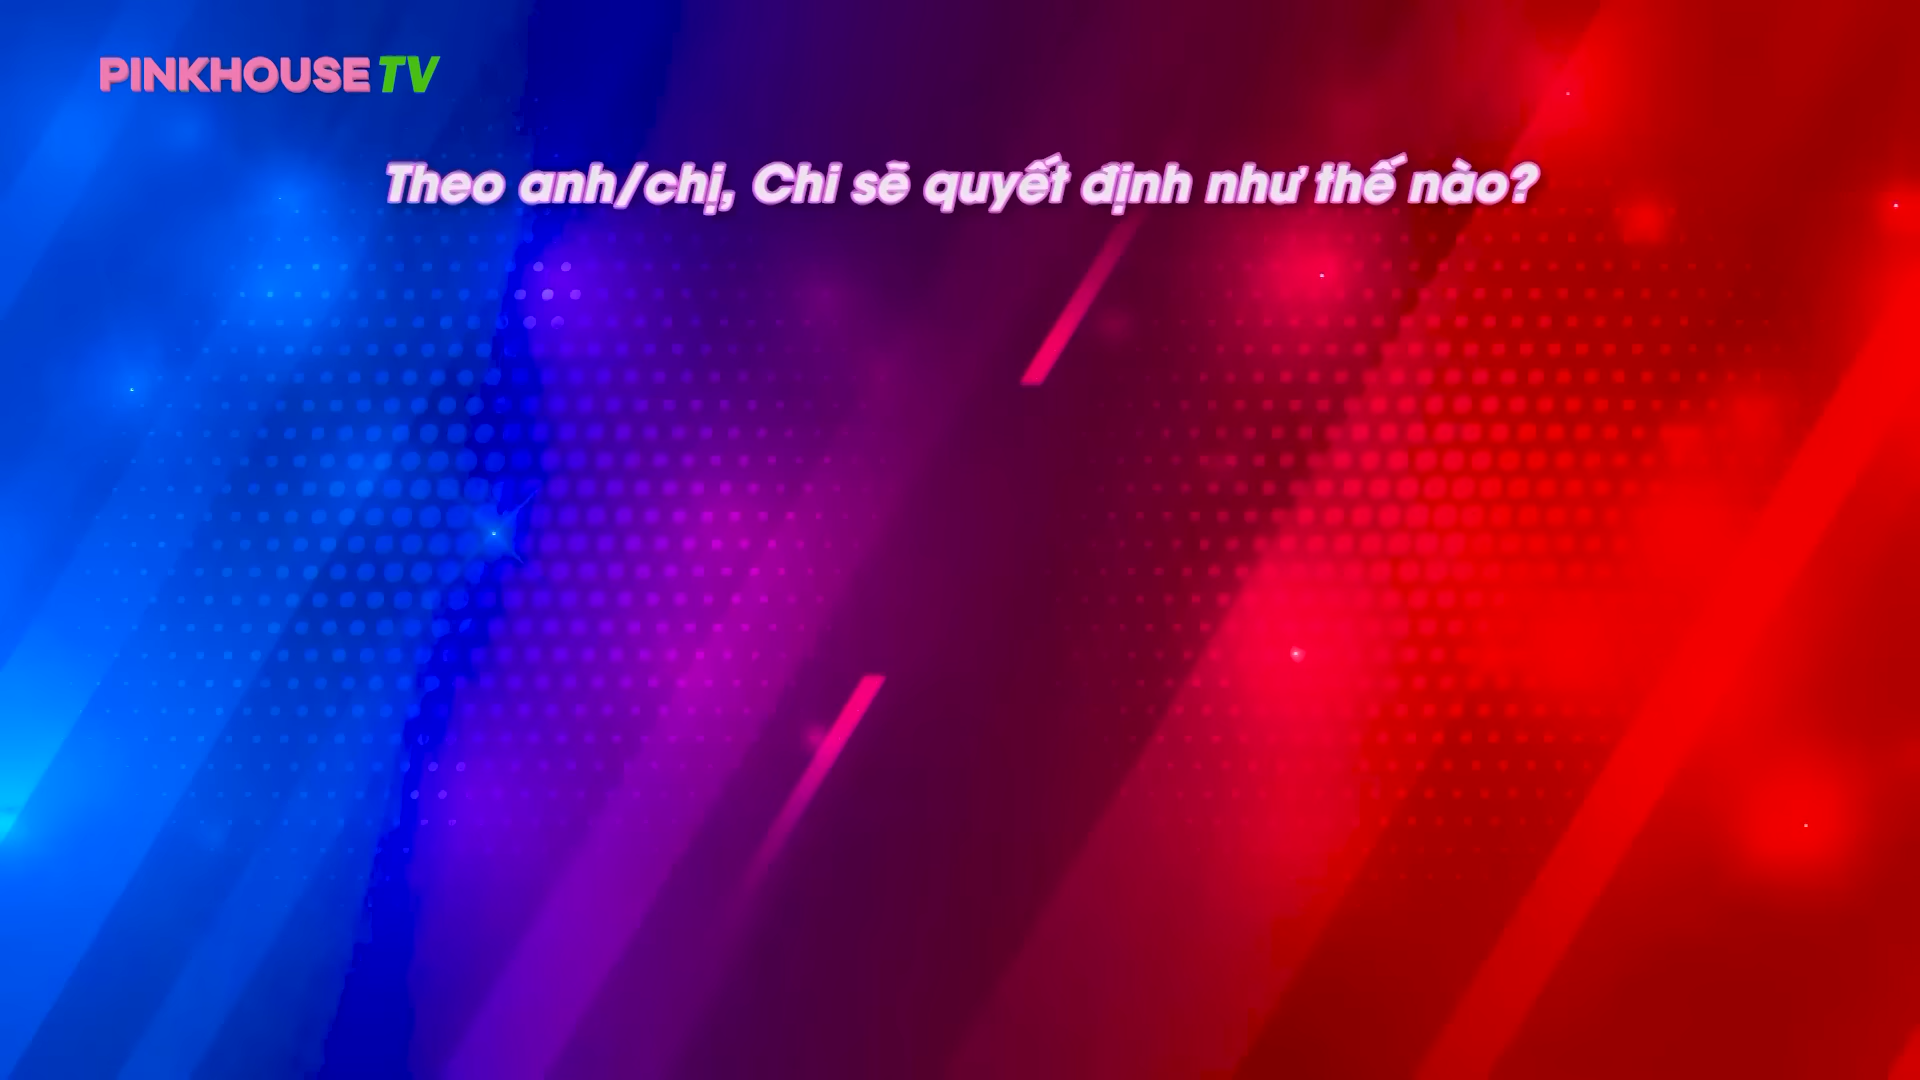 PINKHOUSE TV
Theo anh/chị, Chi sẽ quyết định như thế nào?